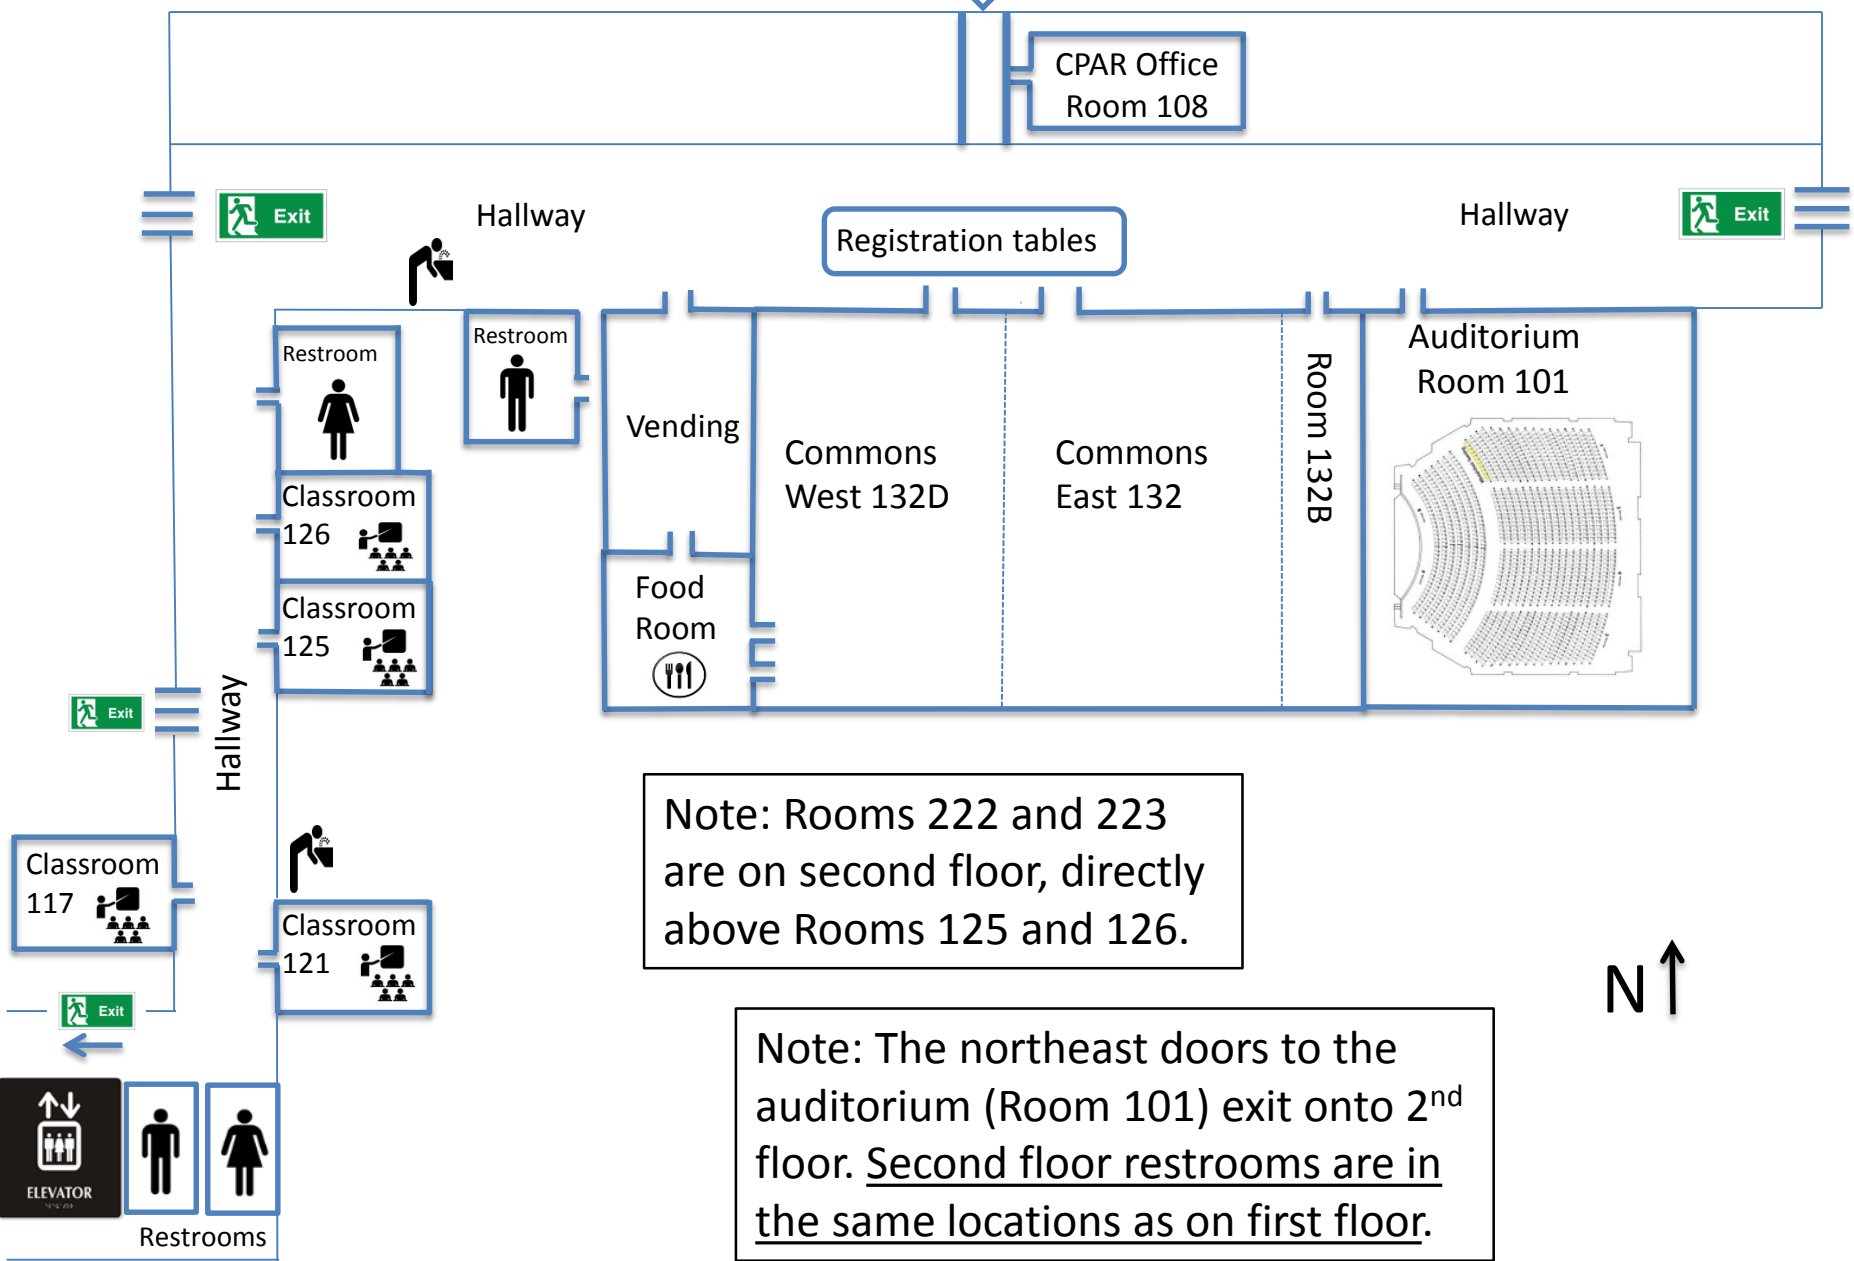 CPAR Office
Room 108
Exit
Hallway
Registration tables
Hallway
Exit
Restroom
Restroom
Vending
Commons
West 132D
Commons
East 132
Room 132B
Auditorium
Room 101
Classroom
126
Classroom
125
Food
Room
Exit
Hallway
Classroom
117
Classroom
121
Exit
ELEVATOR
Restrooms
Note: Rooms 222 and 223
are on second floor, directly
above Rooms 125 and 126.
N
Note: The northeast doors to the
auditorium (Room 101) exit onto 2nd
floor. Second floor restrooms are in
the same locations as on first floor.